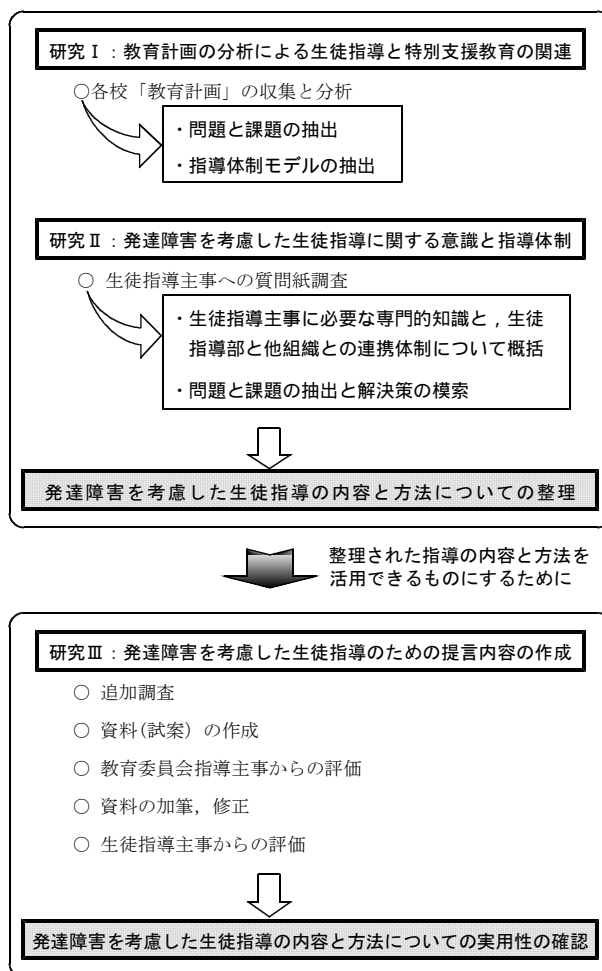 研究Ⅰ：教育計画の分析による生徒指導と特別支援教育の関連
○各校「教育計画」の収集と分析
・問題と課題の抽出
・指導体制モデルの抽出
研究Ⅱ：発達障害を考慮した生徒指導に関する意識と指導体制
○ 生徒指導主事への質問紙調査
・生徒指導主事に必要な専門的知識と，生徒
指導部と他組織との連携体制について概括
・問題と課題の抽出と解決策の模索
発達障害を考慮した生徒指導の内容と方法についての整理
整理された指導の内容と方法を
活用できるものにするために
研究Ⅲ：発達障害を考慮した生徒指導のための提言内容の作成
○ 追加調査
○ 資料(試案）の作成
○ 教育委員会指導主事からの評価
○ 資料の加筆，修正
○ 生徒指導主事からの評価
発達障害を考慮した生徒指導の内容と方法についての実用性の確認